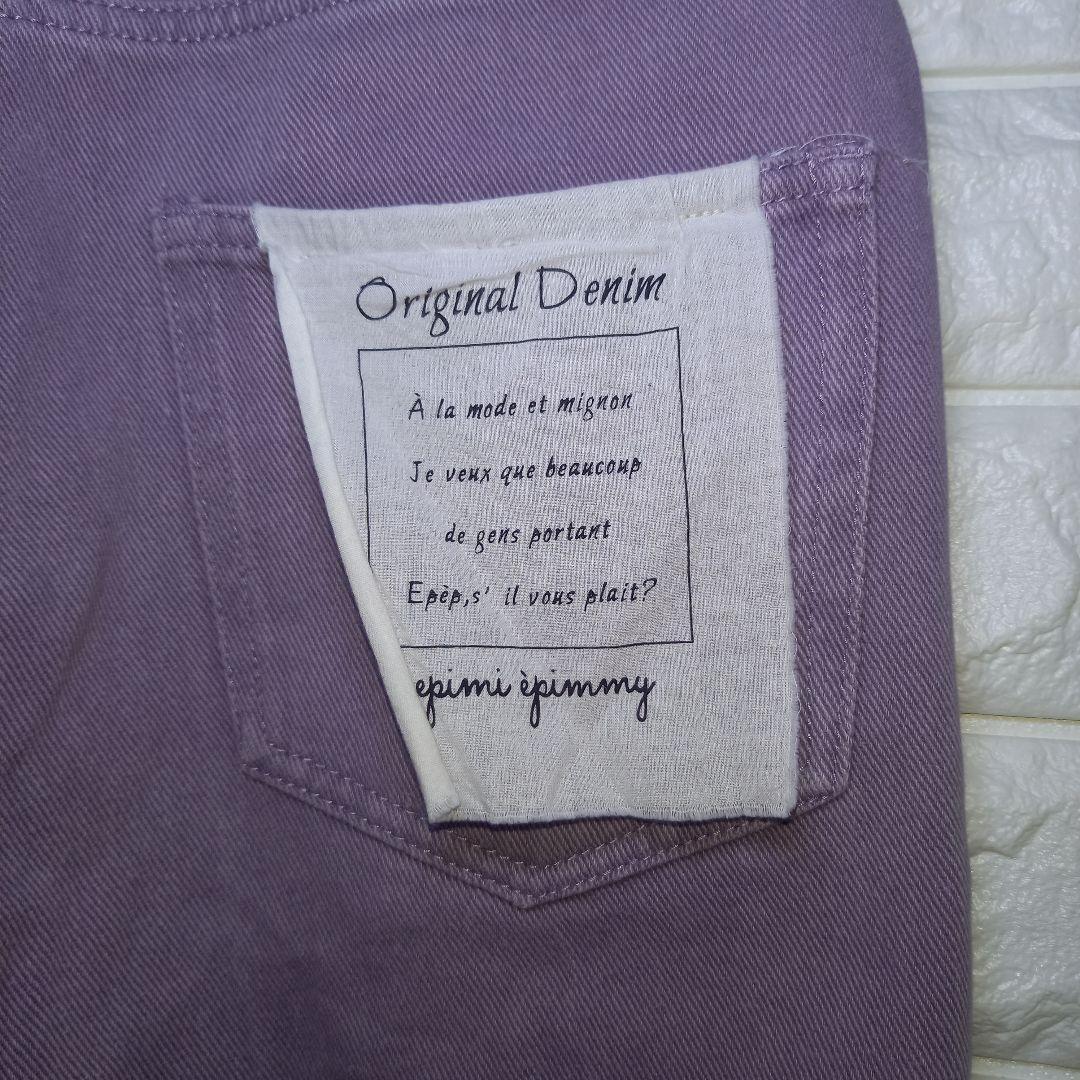 Original Denim
À la mode et mignon
Je veux que beaucoup
de gens portant
Epèp,s' il vous plait?
epimi èpimmy